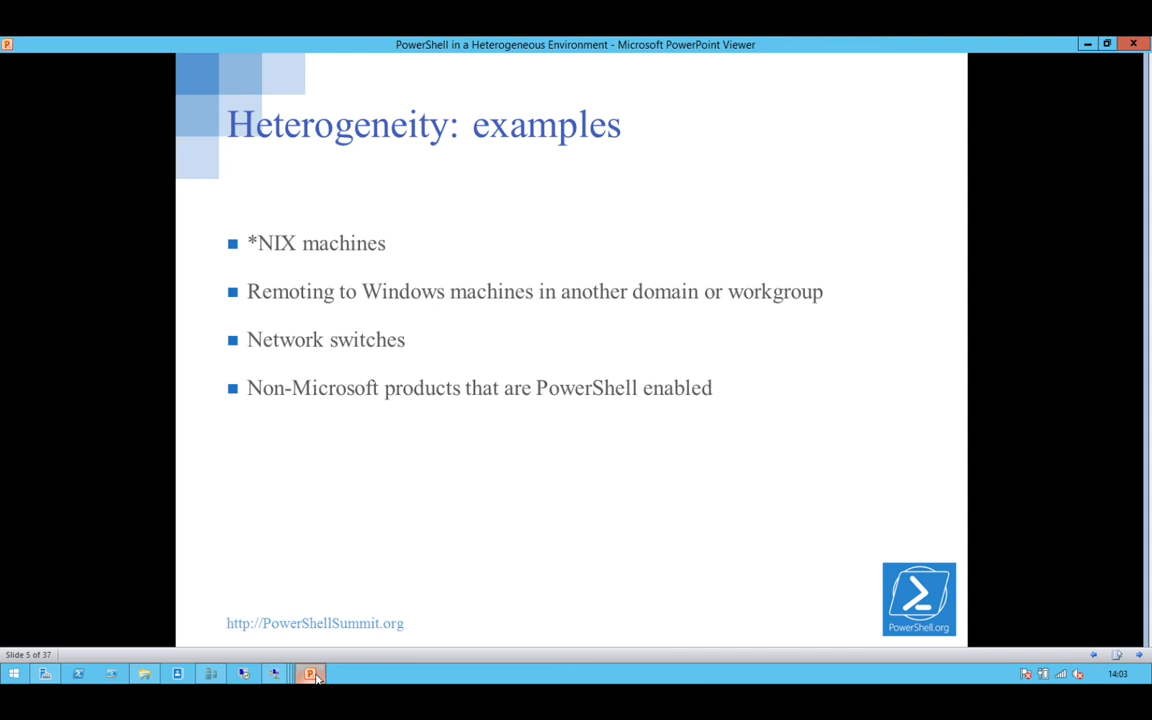 PowerShell in a Heterogeneous Environment - Microsoft PowerPoint Viewer
Heterogeneity: examples
*NIX machines
Remoting to Windows machines in another domain or workgroup
Network switches
Non-Microsoft products that are PowerShell enabled
PowerShell.org
http://PowerShellSummit.org
Slide 5 of 37
14:03